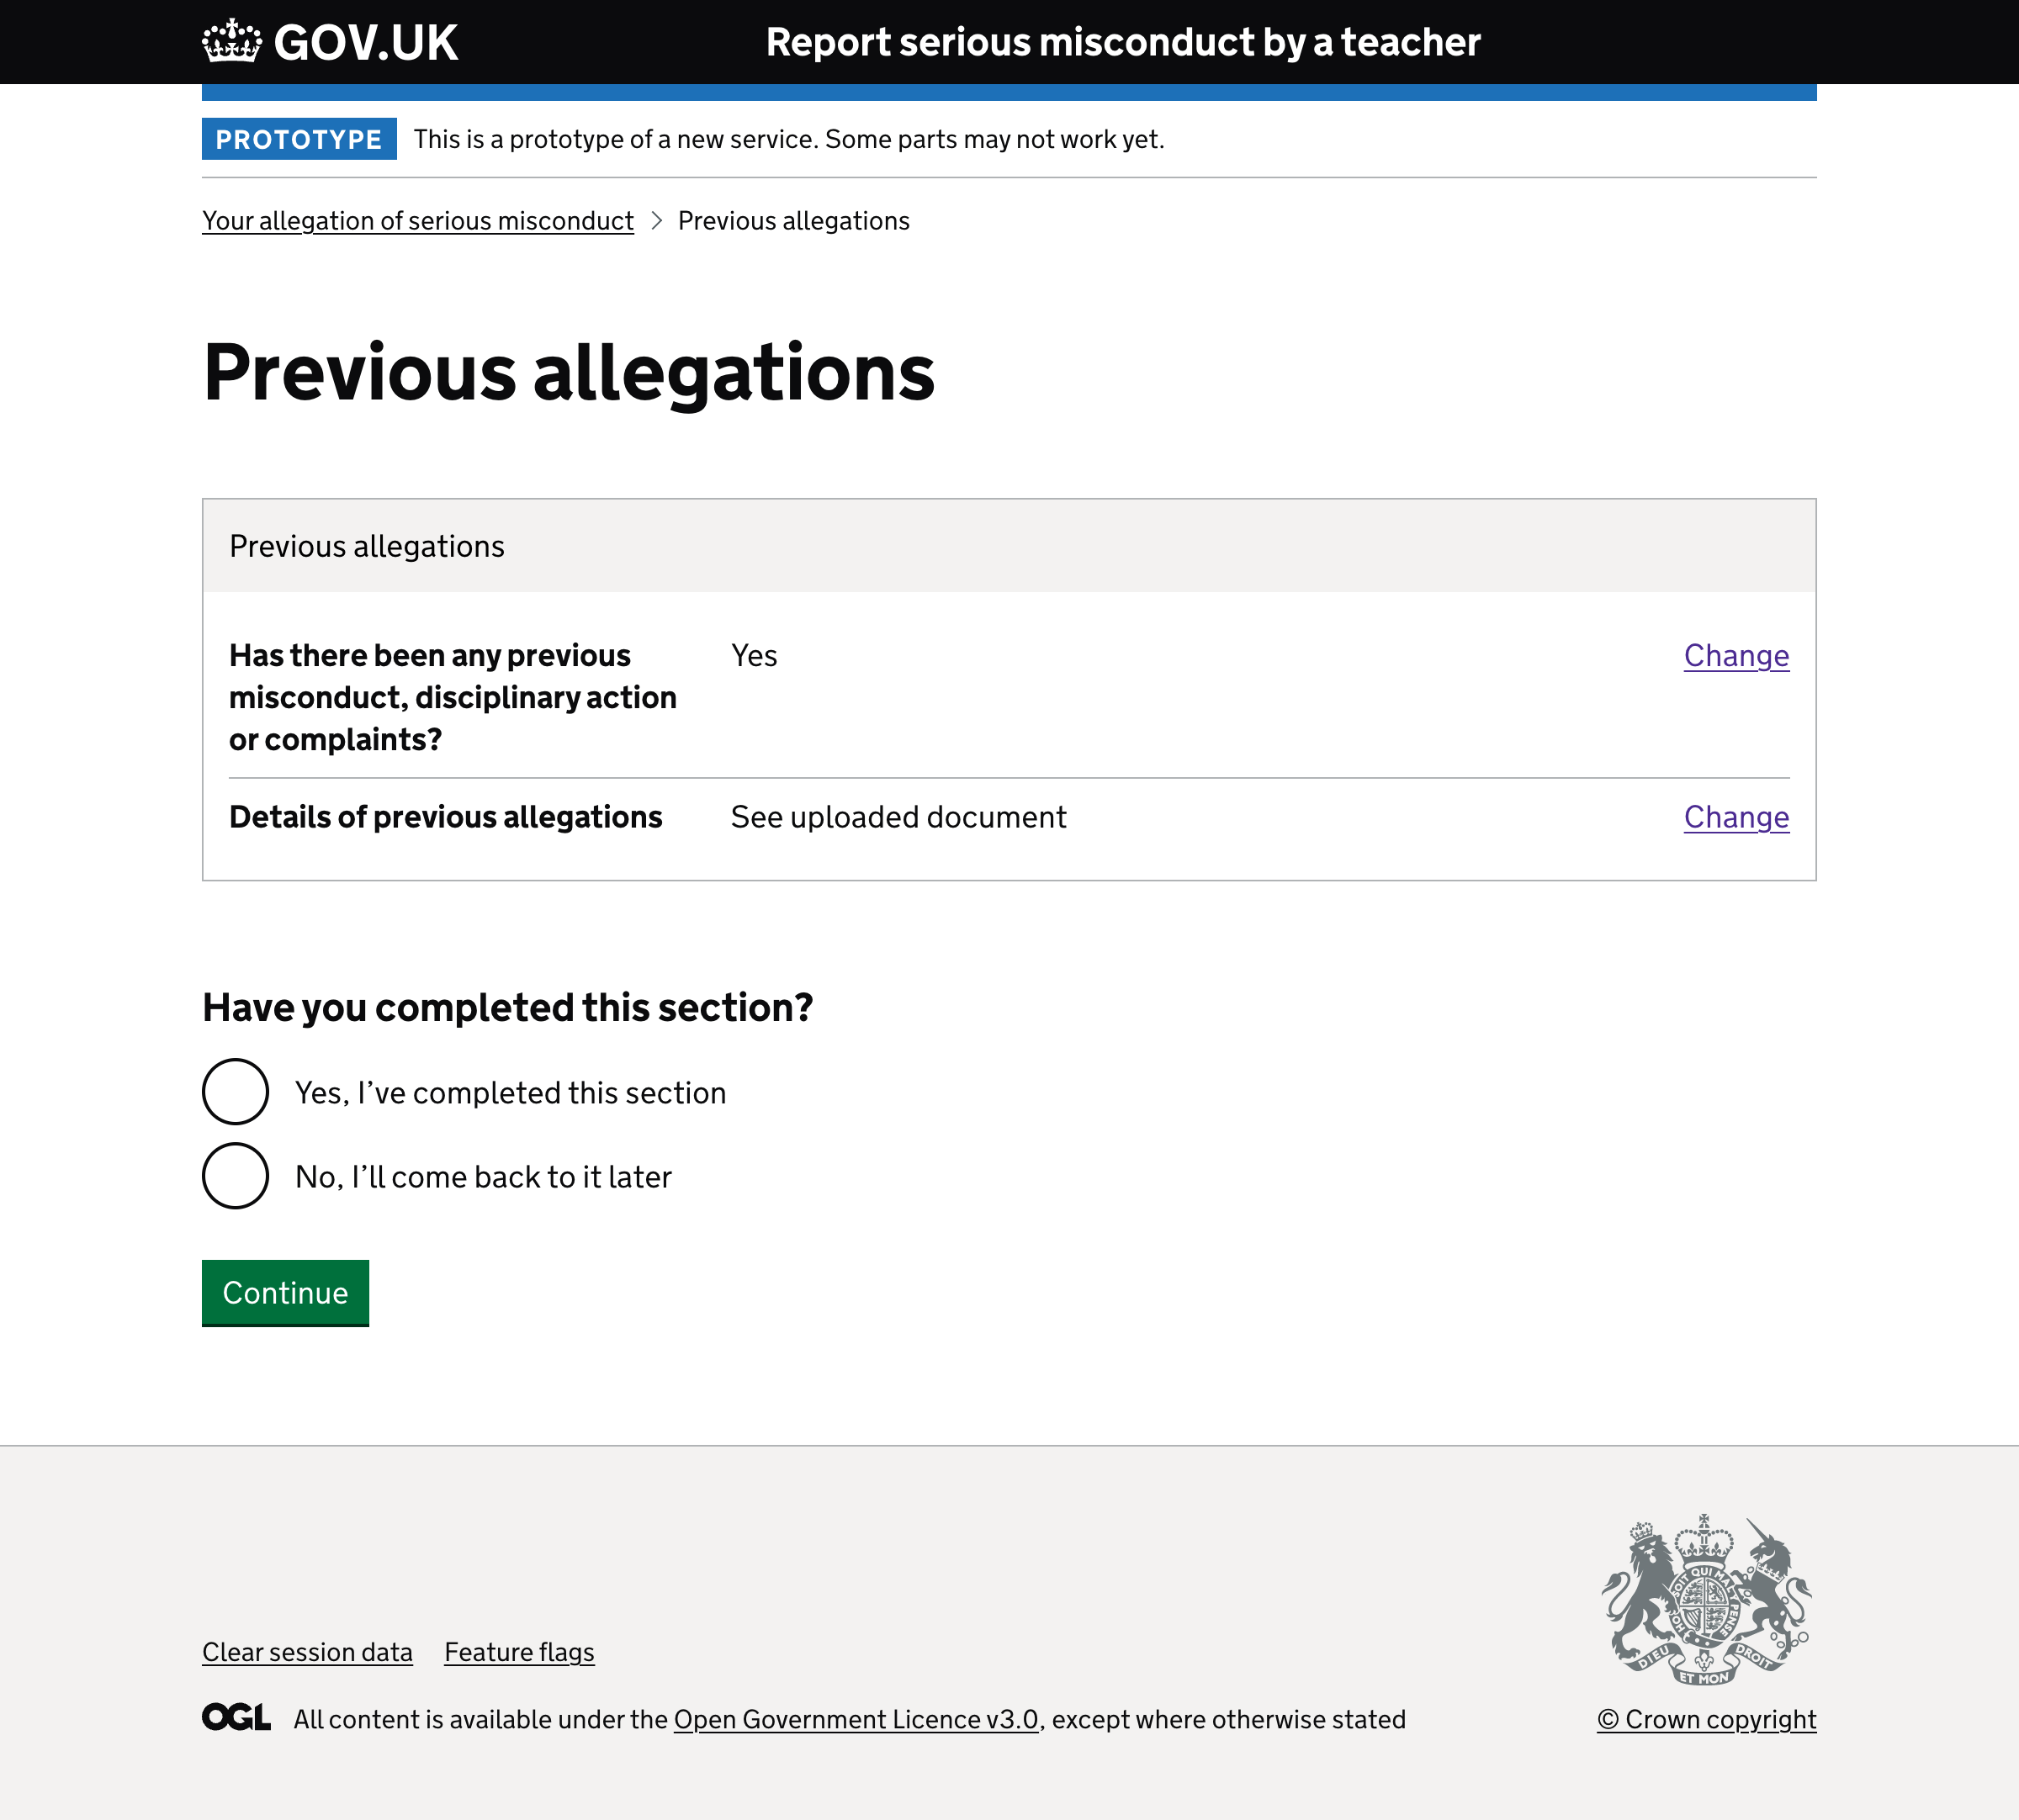 GOV.UK
Report serious misconduct by a teacher
PROTOTYPE
This is a prototype of a new service. Some parts may not work yet.
Your allegation of serious misconduct
Previous allegations
Previous allegations
Previous allegations
Has there been any previous
misconduct, disciplinary action
or complaints?
Yes
Change
Details of previous allegations
See uploaded document
Change
Have you completed this section?
Yes, I’ve completed this section
No, I’ll come back to it later
Continue
SOIT QUI MAL
PENSE
HON
DIEU
ET MON
DROIT
Clear session data
Feature flags
OGL
All content is available under the Open Government Licence v3.0, except where otherwise stated
© Crown copyright